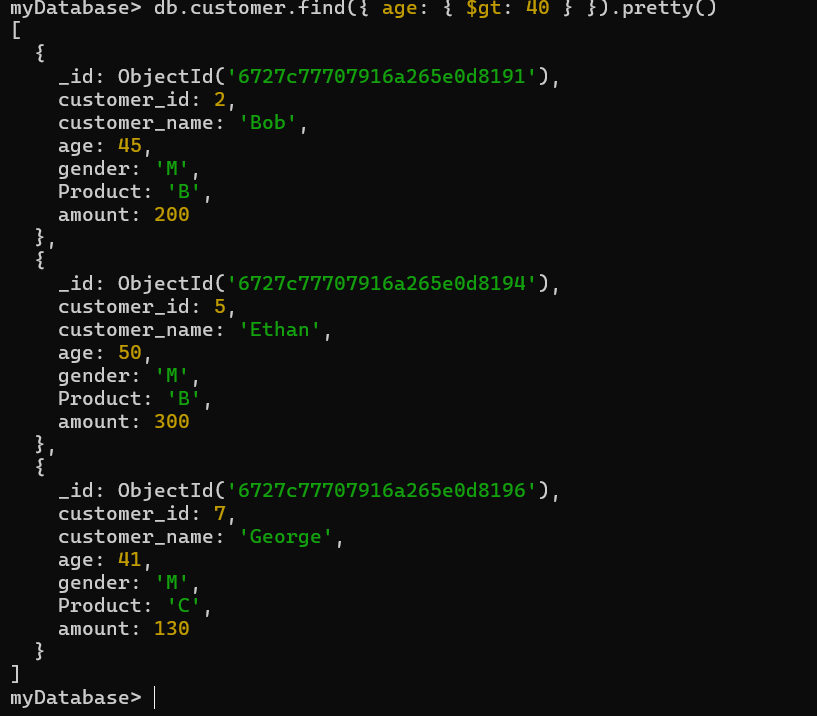 myDatabase> db.customer.find({ age: { $gt: 40 } }).pretty()
[
  {
    _id: ObjectId('6727c77707916a265e0d8191'),
    customer_id: 2,
    customer_name: 'Bob',
    age: 45,
    gender: 'M',
    Product: 'B',
    amount: 200
  },
  {
    _id: ObjectId('6727c77707916a265e0d8194'),
    customer_id: 5,
    customer_name: 'Ethan',
    age: 50,
    gender: 'M',
    Product: 'B',
    amount: 300
  },
  {
    _id: ObjectId('6727c77707916a265e0d8196'),
    customer_id: 7,
    customer_name: 'George',
    age: 41,
    gender: 'M',
    Product: 'C',
    amount: 130
  }
]
myDatabase>